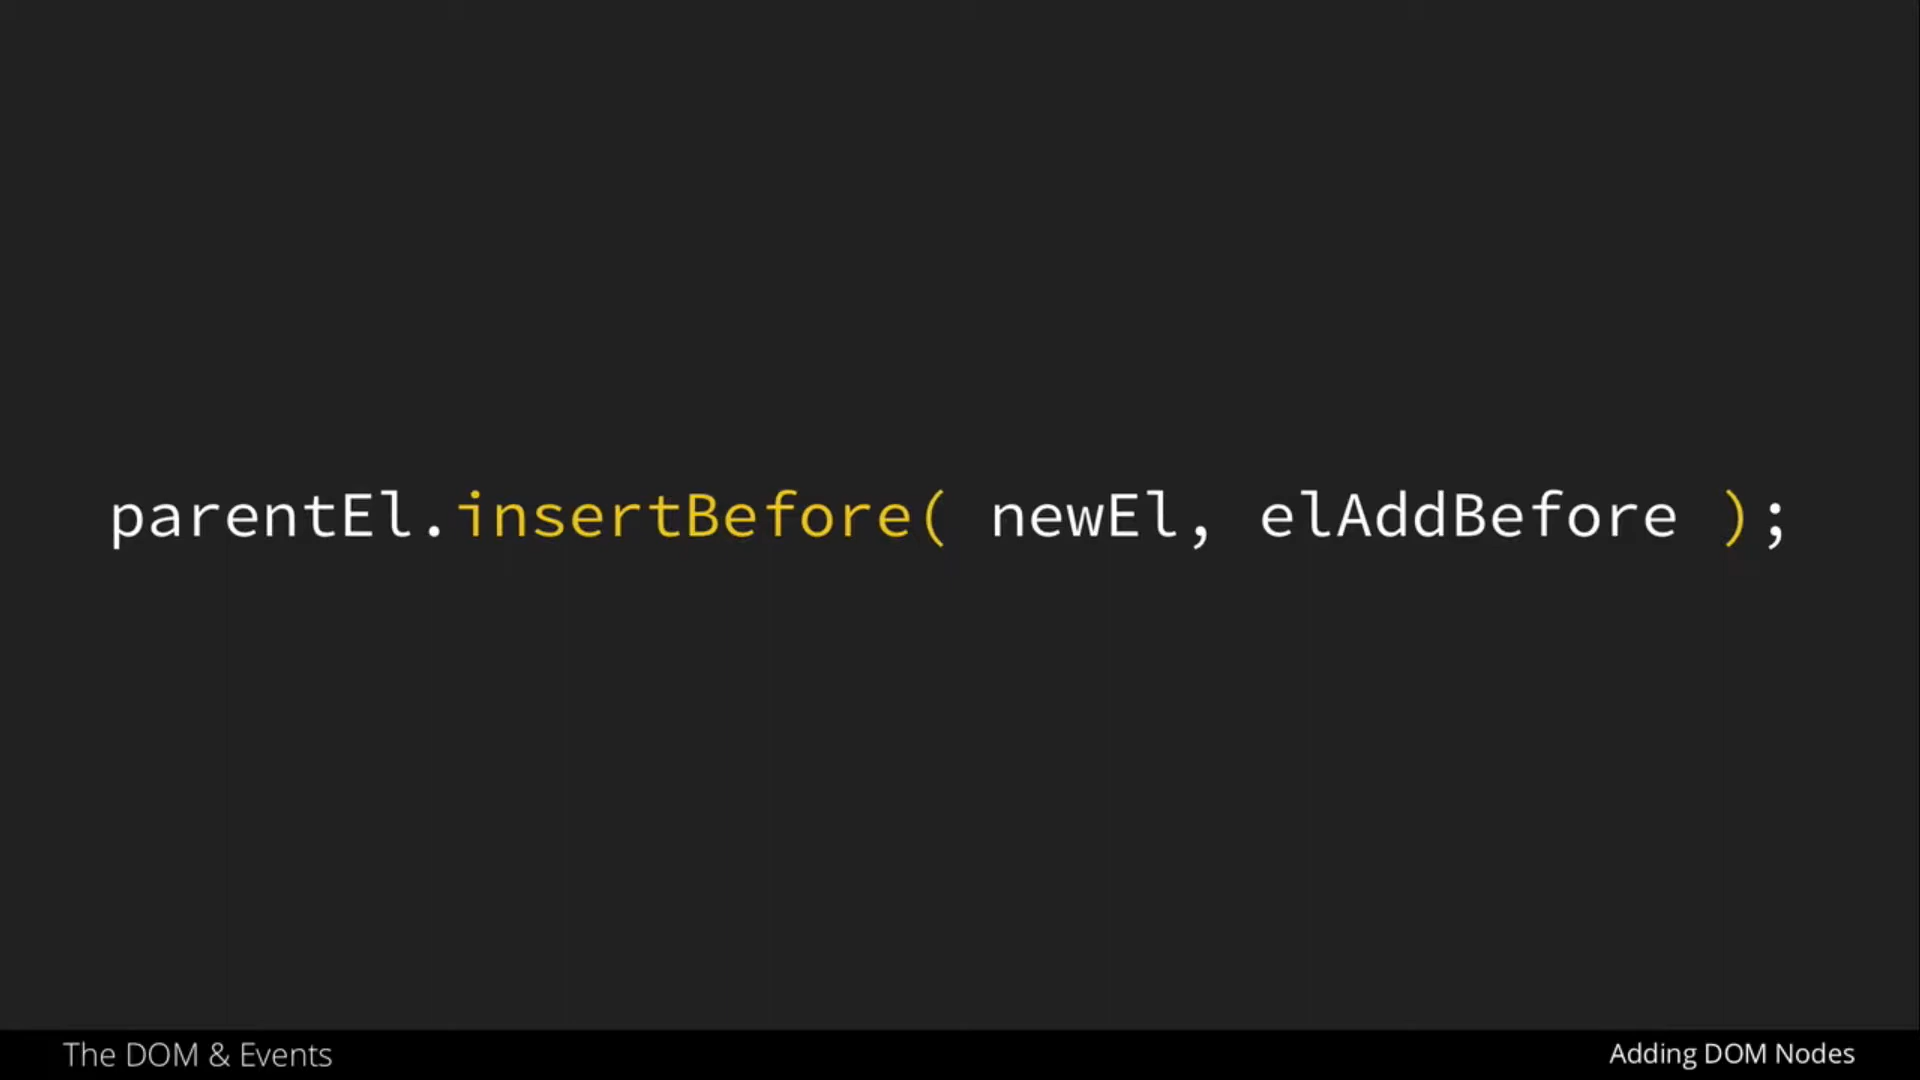 parentEl.insertBefore( newEl, elAddBefore );
The DOM & Events
Adding DOM Nodes